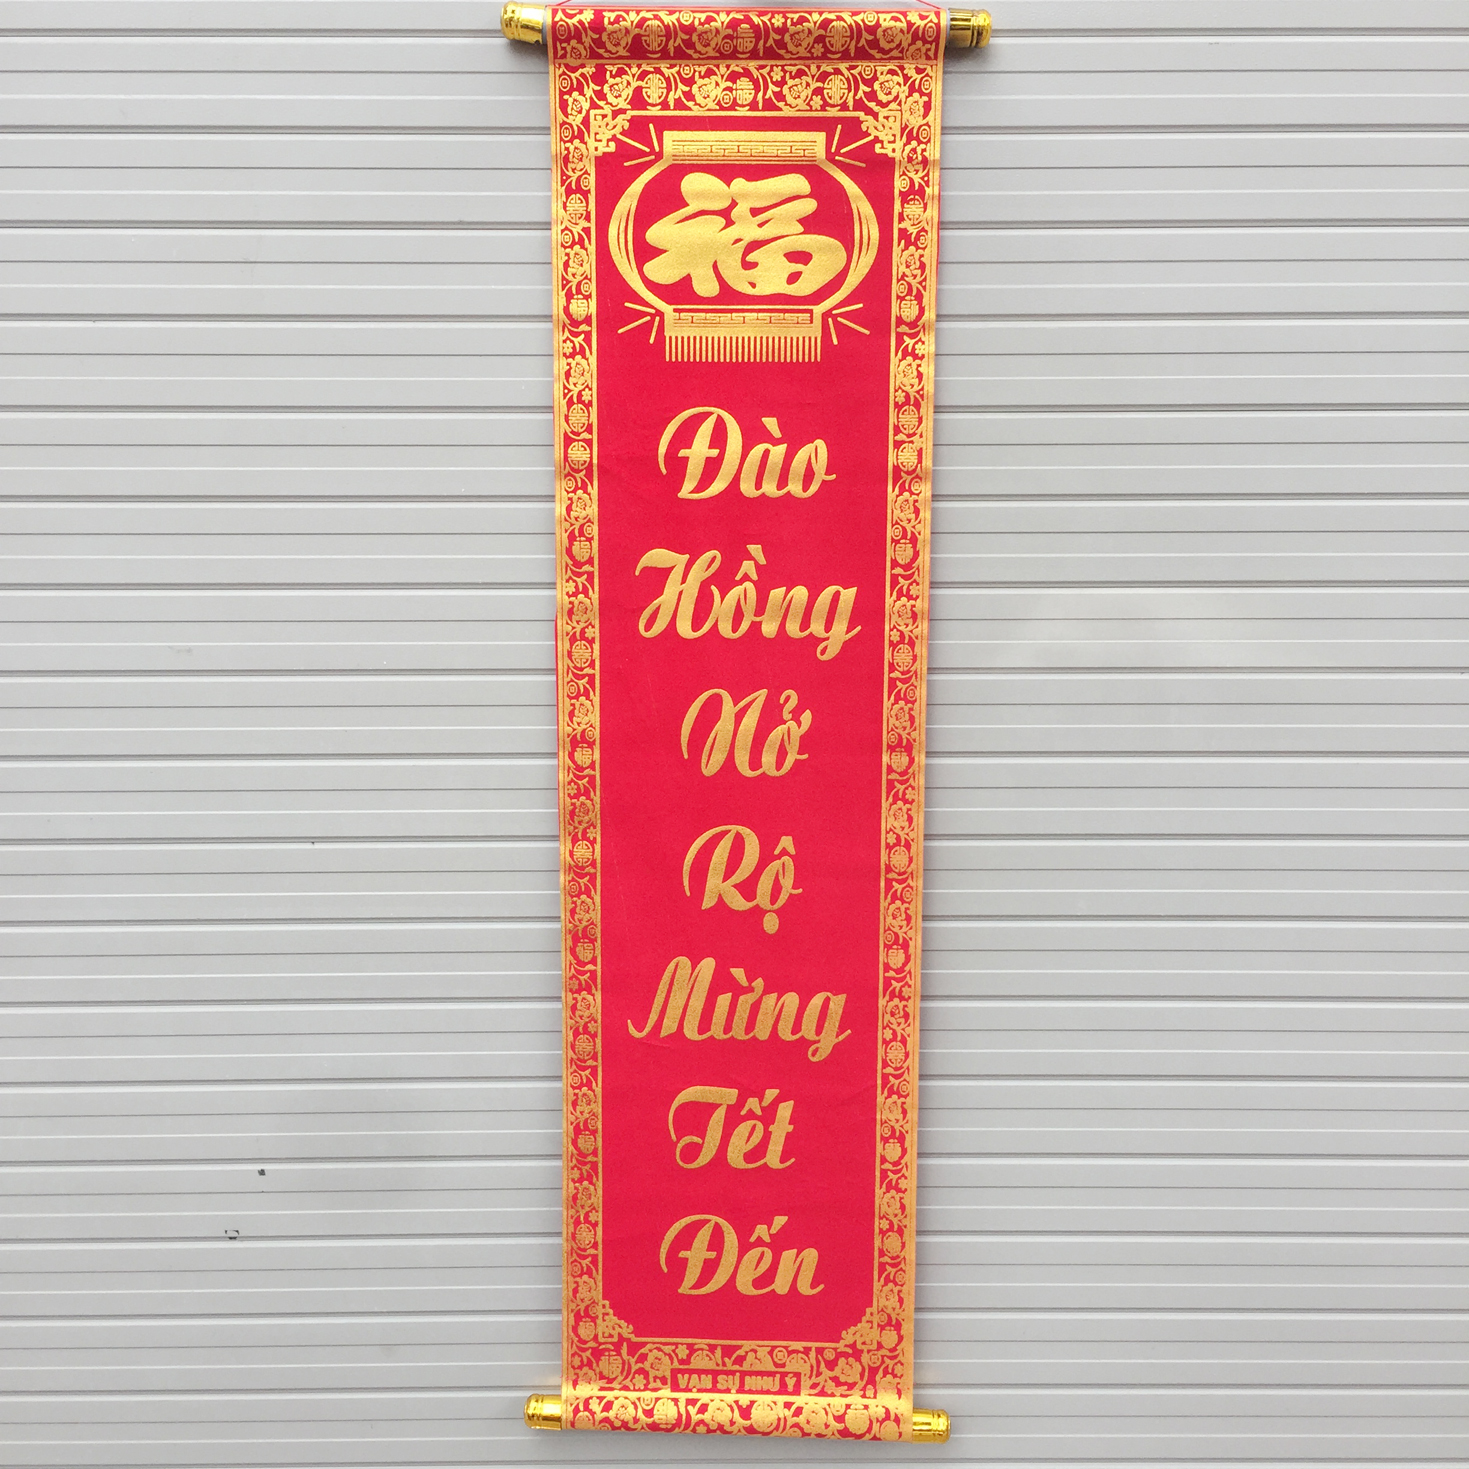 福
Đào
Hồng
Nở
Rộ
Mừng
Tết
Đến
VẠN SỰ NHƯ Ý